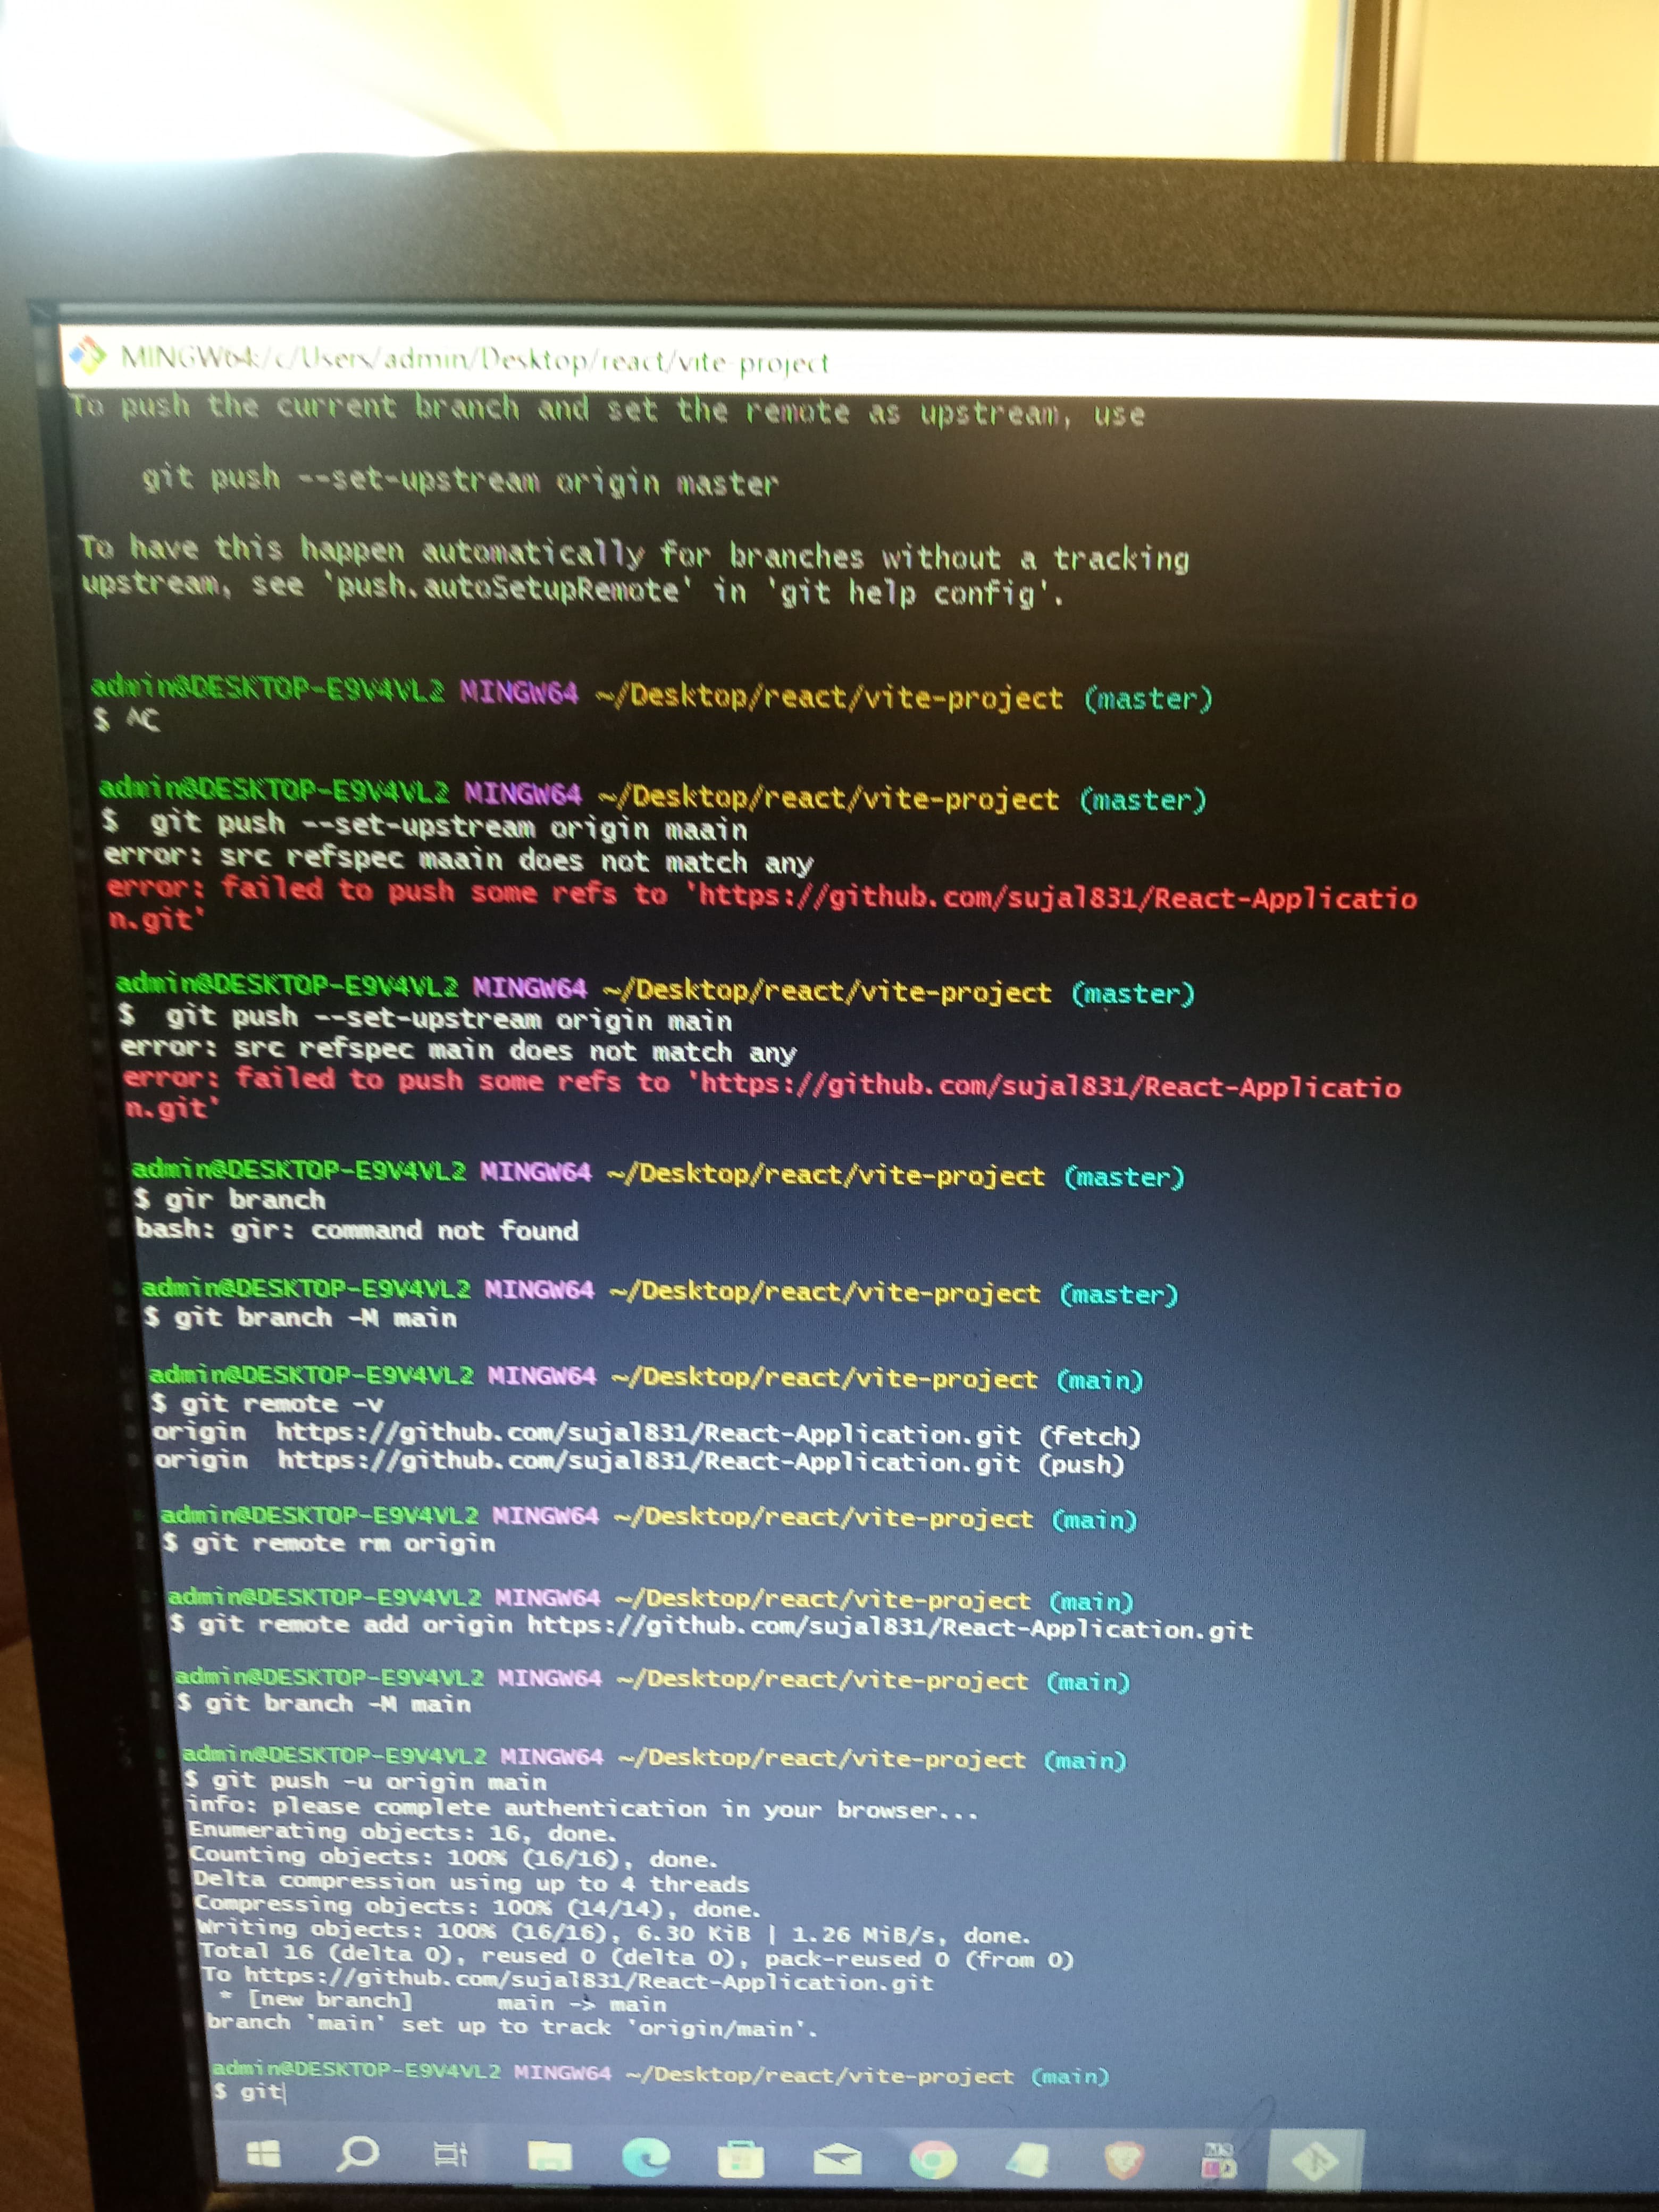 MINGW64:/c/Users/admin/Desktop/react/vite-project
To push the current branch and set the remote as upstream, use
git push --set-upstream origin master
To have this happen automatically for branches without a tracking
upstream, see 'push.autoSetupRemote' in 'git help config'.
admin@DESKTOP-E9V4VL2 MINGW64 ~/Desktop/react/vite-project (master)
$ ^C
admin@DESKTOP-E9V4VL2 MINGW64 ~/Desktop/react/vite-project (master)
$  git push --set-upstream origin maain
error: src refspec maain does not match any
error: failed to push some refs to 'https://github.com/sujal831/React-Applicatio
n.git'
admin@DESKTOP-E9V4VL2 MINGW64 ~/Desktop/react/vite-project (master)
$  git push --set-upstream origin main
error: src refspec main does not match any
error: failed to push some refs to 'https://github.com/sujal831/React-Applicatio
n.git'
admin@DESKTOP-E9V4VL2 MINGW64 ~/Desktop/react/vite-project (master)
$ gir branch
bash: gir: command not found
admin@DESKTOP-E9V4VL2 MINGW64 ~/Desktop/react/vite-project (master)
$ git branch -M main
admin@DESKTOP-E9V4VL2 MINGW64 ~/Desktop/react/vite-project (main)
$ git remote -v
origin  https://github.com/sujal831/React-Application.git (fetch)
origin  https://github.com/sujal831/React-Application.git (push)
admin@DESKTOP-E9V4VL2 MINGW64 ~/Desktop/react/vite-project (main)
$ git remote rm origin
admin@DESKTOP-E9V4VL2 MINGW64 ~/Desktop/react/vite-project (main)
$ git remote add origin https://github.com/sujal831/React-Application.git
admin@DESKTOP-E9V4VL2 MINGW64 ~/Desktop/react/vite-project (main)
$ git branch -M main
admin@DESKTOP-E9V4VL2 MINGW64 ~/Desktop/react/vite-project (main)
$ git push -u origin main
info: please complete authentication in your browser...
Enumerating objects: 16, done.
Counting objects: 100% (16/16), done.
Delta compression using up to 4 threads
Compressing objects: 100% (14/14), done.
Writing objects: 100% (16/16), 6.30 KiB | 1.26 MiB/s, done.
Total 16 (delta 0), reused 0 (delta 0), pack-reused 0 (from 0)
To https://github.com/sujal831/React-Application.git
 * [new branch]      main -> main
branch 'main' set up to track 'origin/main'.
admin@DESKTOP-E9V4VL2 MINGW64 ~/Desktop/react/vite-project (main)
$ git